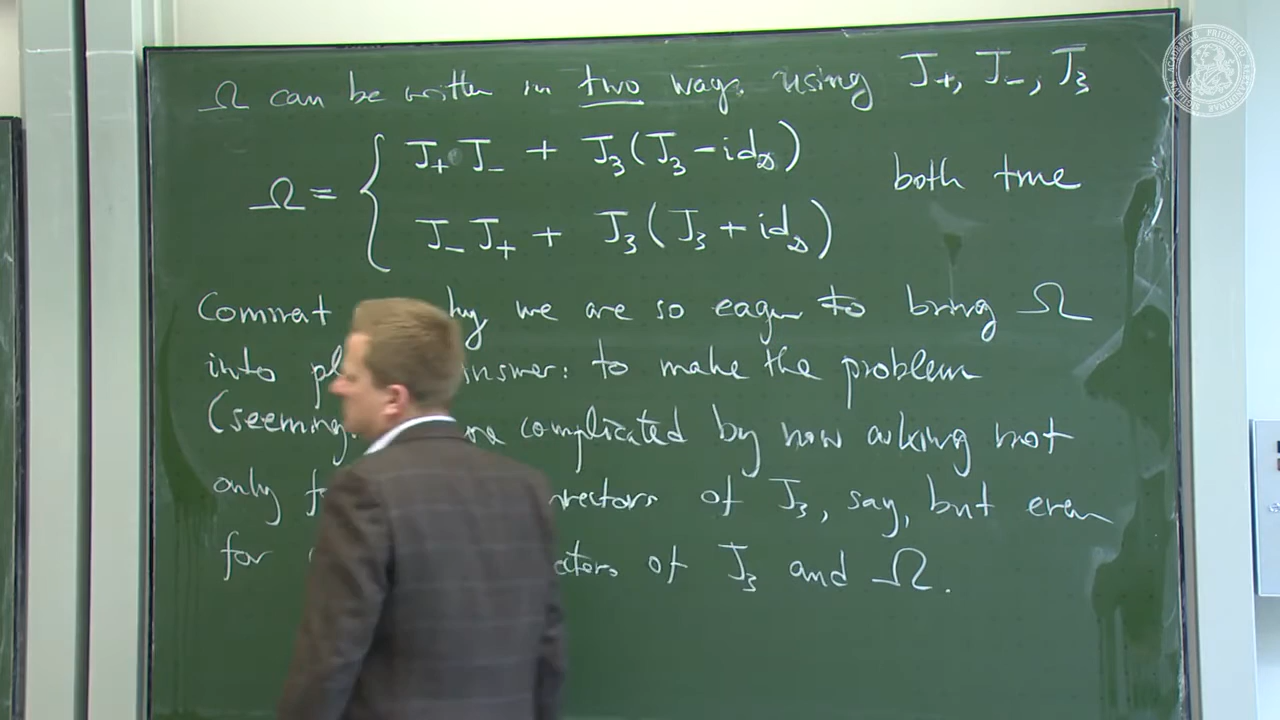 Ω can be written in two ways using J₊, J₋, J₃
Ω = { J₊ J₋ + J₃(J₃ − id_𝒟)
J₋ J₊ + J₃(J₃ + id_𝒟)
both true
we are so eager to bring Ω
into answer: to make the problem
(seeming complicated by now asking not
only of J₃, say, but even
for of J₃ and Ω.